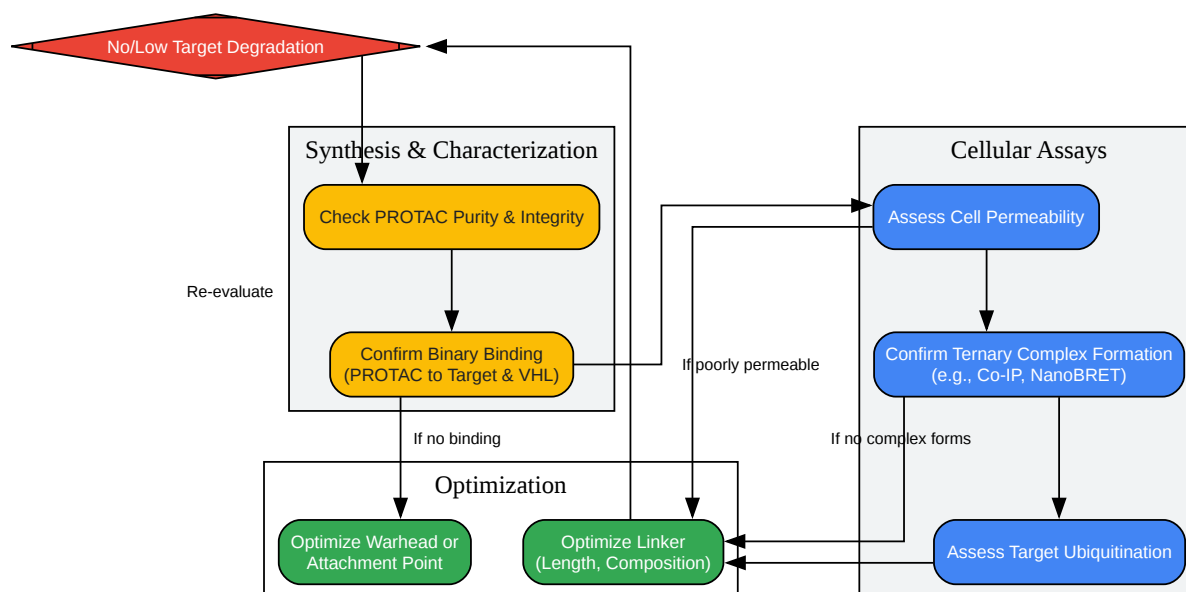 No/Low Target Degradation
Synthesis & Characterization
Cellular Assays
Check PROTAC Purity & Integrity
Assess Cell Permeability
Re-evaluate
Confirm Binary Binding
(PROTAC to Target & VHL)
If poorly permeable
Confirm Ternary Complex Formation
(e.g., Co-IP, NanoBRET)
If no binding
If no complex forms
Optimization
Optimize Warhead or
Attachment Point
Optimize Linker
(Length, Composition)
Assess Target Ubiquitination